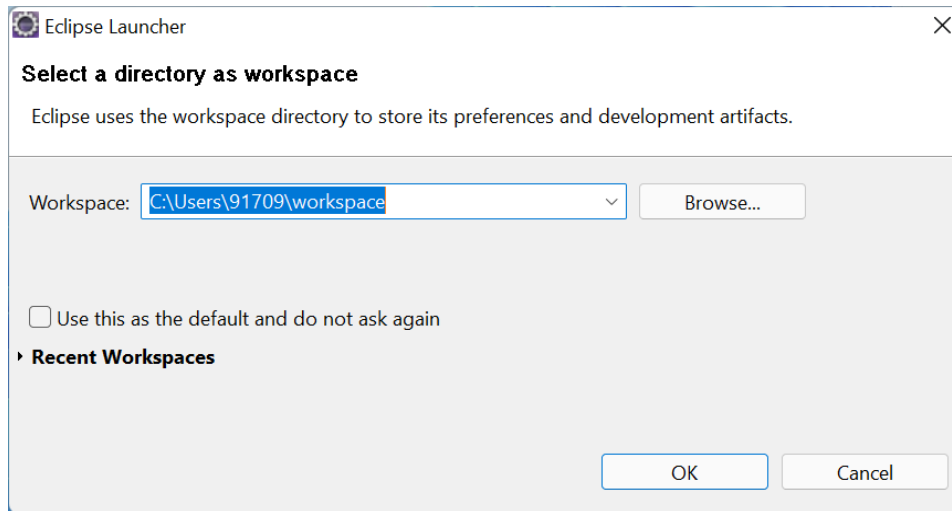 Eclipse Launcher
Select a directory as workspace
Eclipse uses the workspace directory to store its preferences and development artifacts.
Workspace: C:\Users\91709\workspace Browse...
Use this as the default and do not ask again
Recent Workspaces
OK Cancel